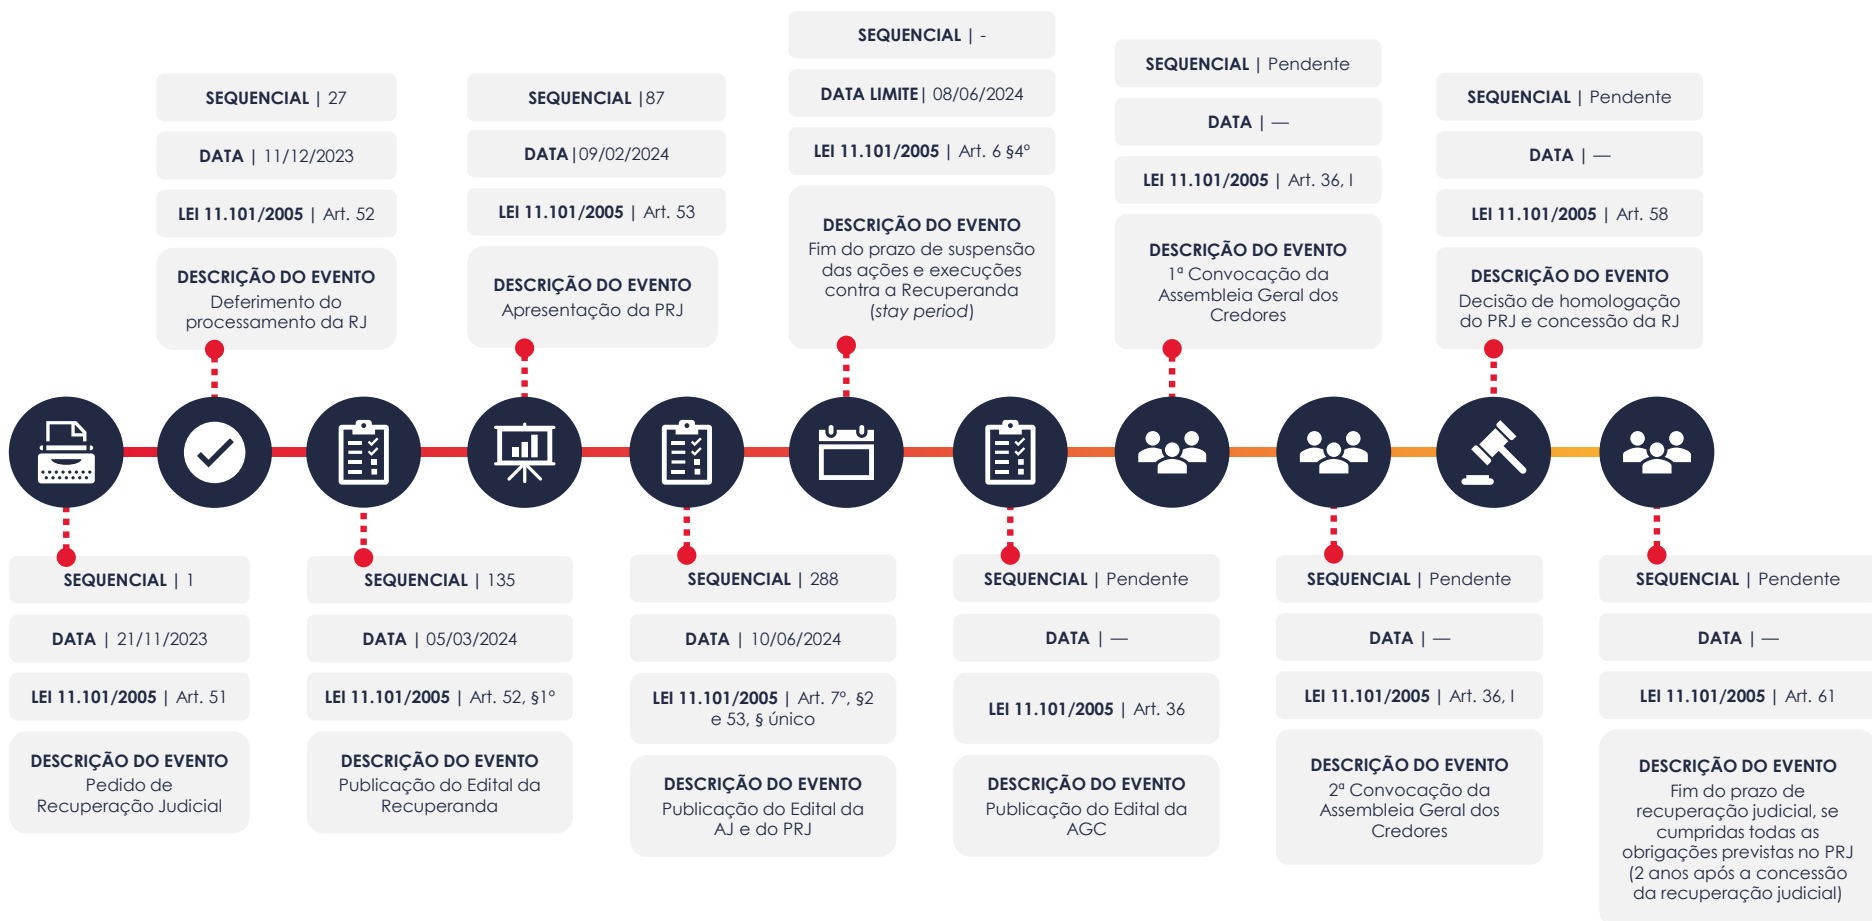 SEQUENCIAL | 1
DATA | 21/11/2023
LEI 11.101/2005 | Art. 51
DESCRIÇÃO DO EVENTO
Pedido de
Recuperação Judicial
SEQUENCIAL | 27
DATA | 11/12/2023
LEI 11.101/2005 | Art. 52
DESCRIÇÃO DO EVENTO
Deferimento do
processamento da RJ
SEQUENCIAL | 135
DATA | 05/03/2024
LEI 11.101/2005 | Art. 52, §1º
DESCRIÇÃO DO EVENTO
Publicação do Edital da
Recuperanda
SEQUENCIAL |87
DATA|09/02/2024
LEI 11.101/2005 | Art. 53
DESCRIÇÃO DO EVENTO
Apresentação da PRJ
SEQUENCIAL | 288
DATA | 10/06/2024
LEI 11.101/2005 | Art. 7º, §2
e 53, § único
DESCRIÇÃO DO EVENTO
Publicação do Edital da
AJ e do PRJ
SEQUENCIAL | -
DATA LIMITE| 08/06/2024
LEI 11.101/2005 | Art. 6 §4º
DESCRIÇÃO DO EVENTO
Fim do prazo de suspensão
das ações e execuções
contra a Recuperanda
(stay period)
SEQUENCIAL | Pendente
DATA | —
LEI 11.101/2005 | Art. 36
DESCRIÇÃO DO EVENTO
Publicação do Edital da
AGC
SEQUENCIAL | Pendente
DATA | —
LEI 11.101/2005 | Art. 36, I
DESCRIÇÃO DO EVENTO
1ª Convocação da
Assembleia Geral dos
Credores
SEQUENCIAL | Pendente
DATA | —
LEI 11.101/2005 | Art. 36, I
DESCRIÇÃO DO EVENTO
2ª Convocação da
Assembleia Geral dos
Credores
SEQUENCIAL | Pendente
DATA | —
LEI 11.101/2005 | Art. 58
DESCRIÇÃO DO EVENTO
Decisão de homologação
do PRJ e concessão da RJ
SEQUENCIAL | Pendente
DATA | —
LEI 11.101/2005 | Art. 61
DESCRIÇÃO DO EVENTO
Fim do prazo de
recuperação judicial, se
cumpridas todas as
obrigações previstas no PRJ
(2 anos após a concessão
da recuperação judicial)